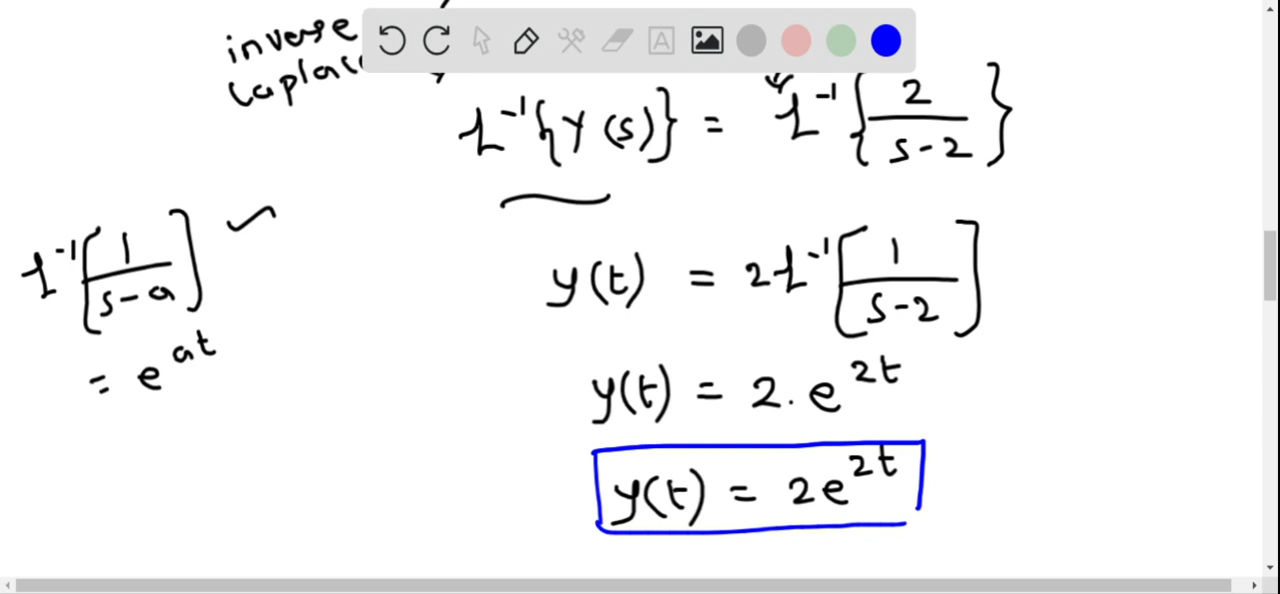 inverse
L⁻¹{Y(s)} = L⁻¹{2/(s-2)}
y(t) = 2L⁻¹[1/(s-2)]
L⁻¹[1/(s-a)] ✓
= e^{at}
y(t) = 2.e^{2t}
y(t) = 2e^{2t}